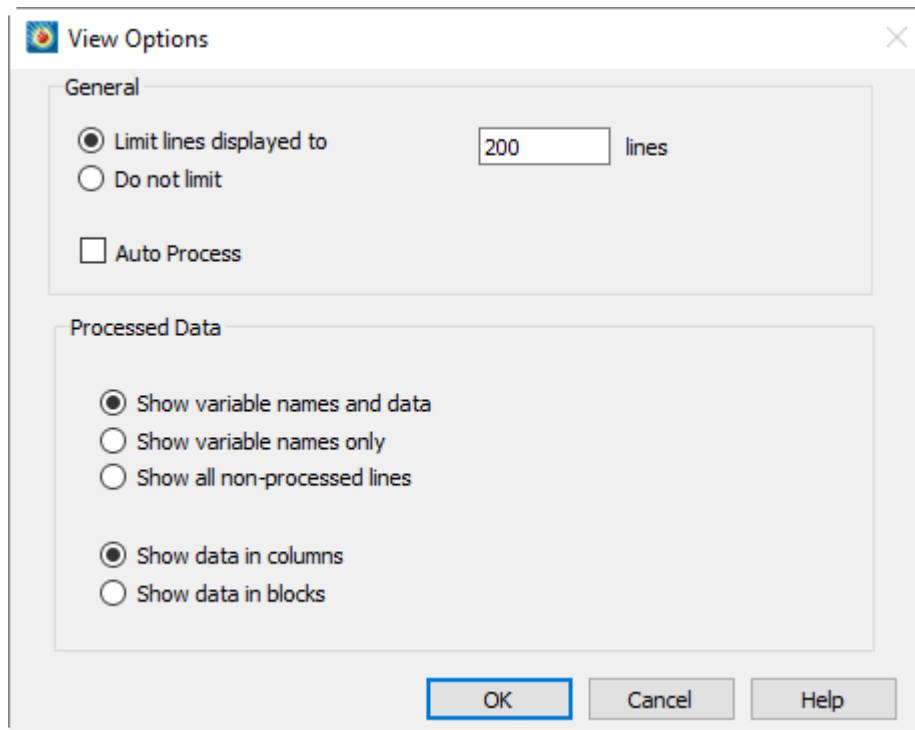 View Options
General
Limit lines displayed to 200 lines
Do not limit
Auto Process
Processed Data
Show variable names and data
Show variable names only
Show all non-processed lines
Show data in columns
Show data in blocks
OK Cancel Help